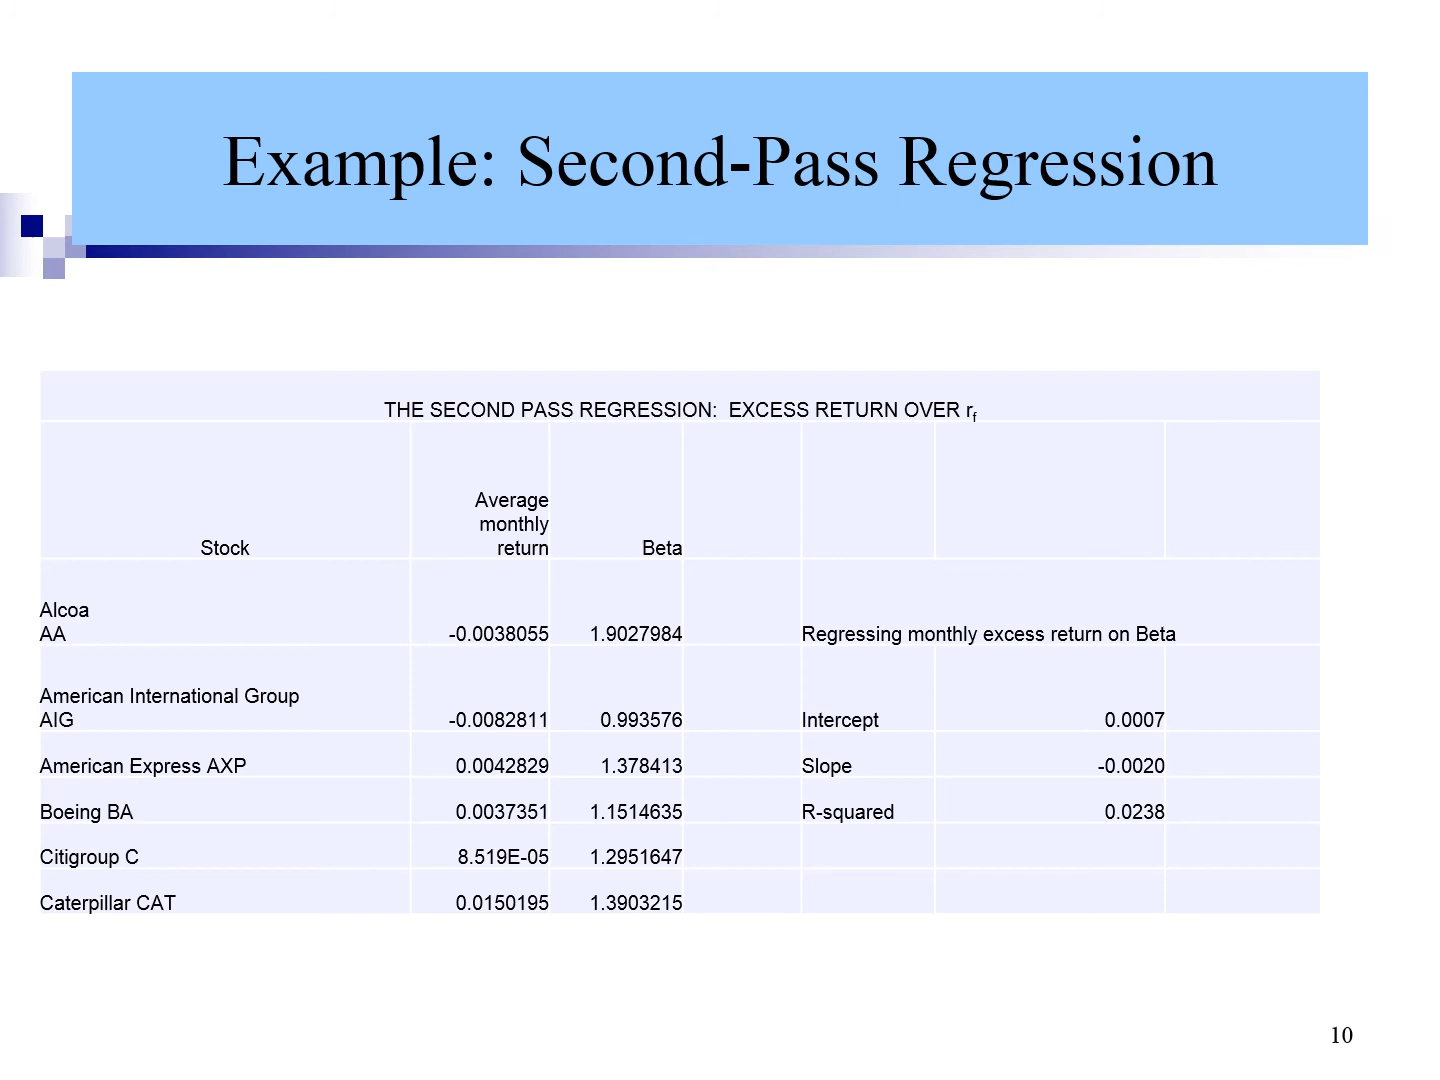 Example: Second-Pass Regression
THE SECOND PASS REGRESSION:  EXCESS RETURN OVER rf
Stock Average monthly return Beta
Alcoa
AA -0.0038055 1.9027984 Regressing monthly excess return on Beta
American International Group
AIG -0.0082811 0.993576 Intercept 0.0007
American Express AXP 0.0042829 1.378413 Slope -0.0020
Boeing BA 0.0037351 1.1514635 R-squared 0.0238
Citigroup C 8.519E-05 1.2951647
Caterpillar CAT 0.0150195 1.3903215
10